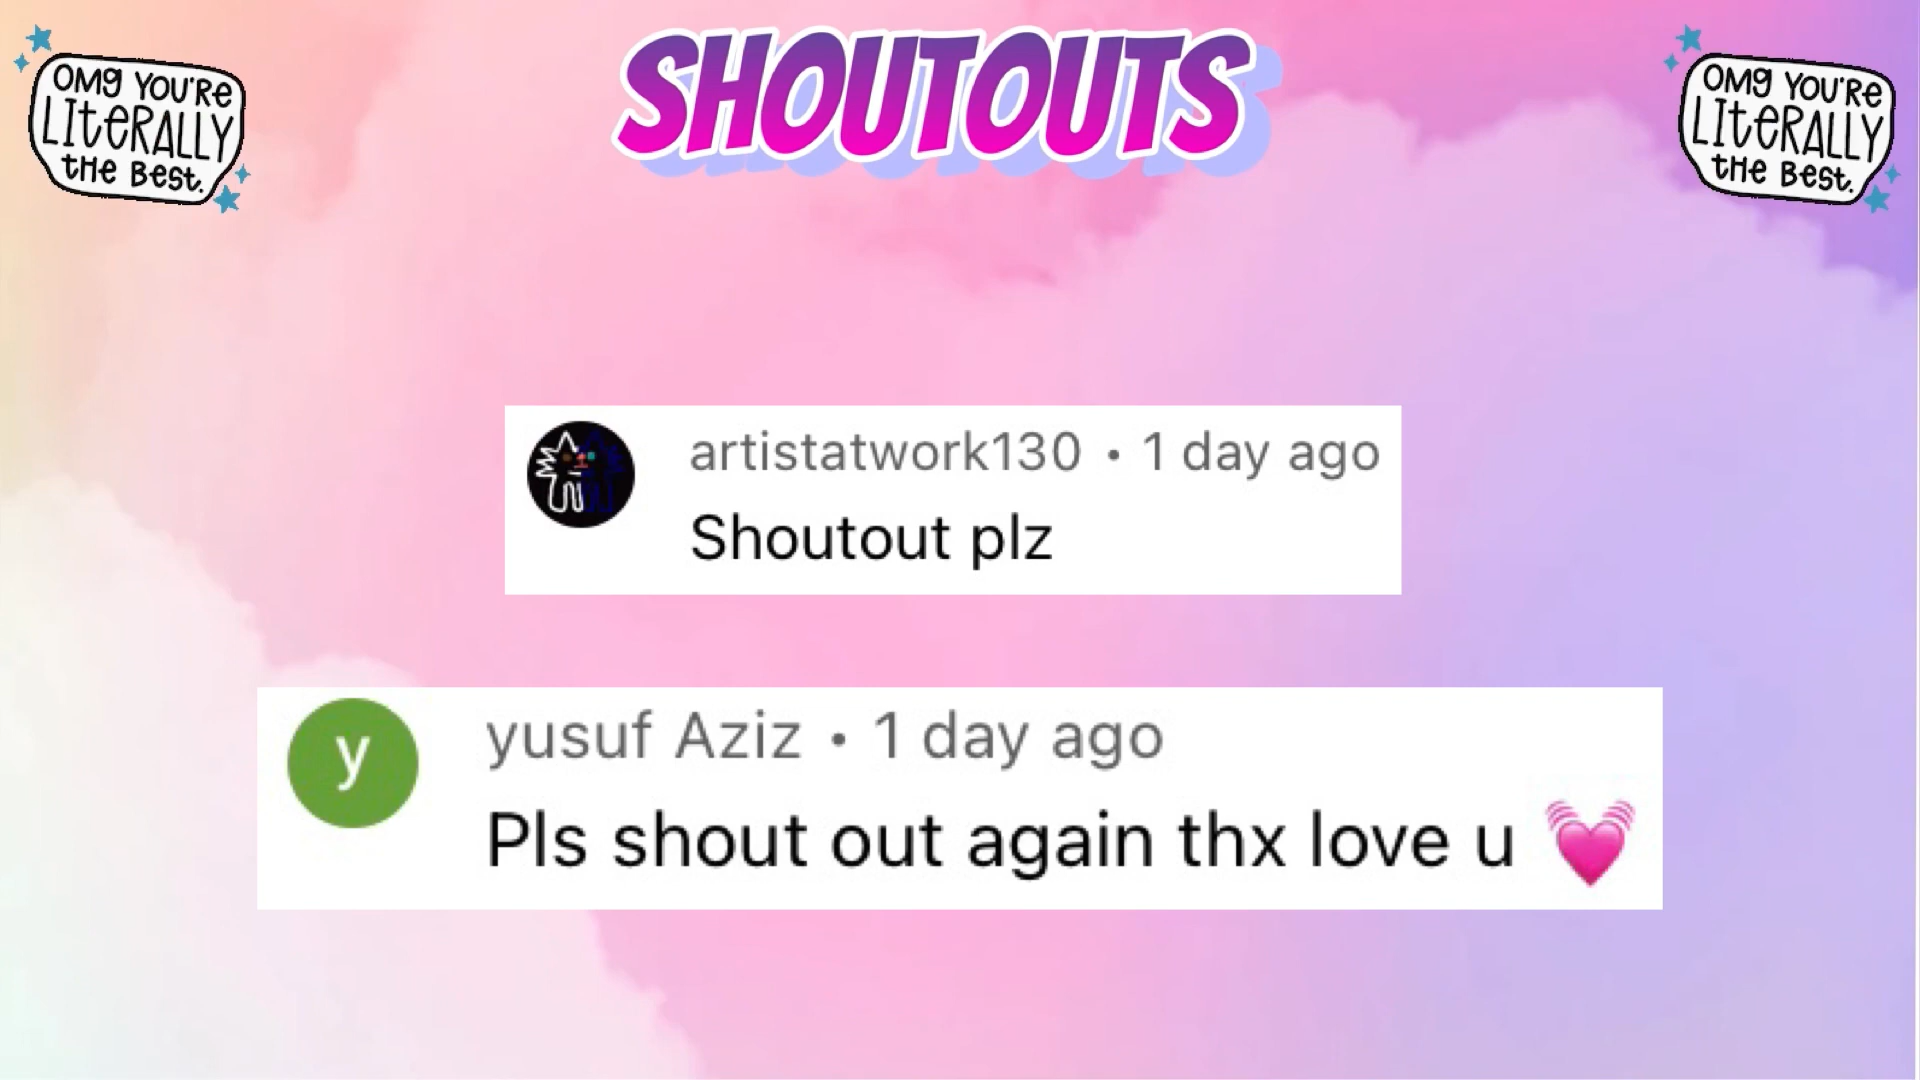 SHOUTOUTS
OMG YOU'RE
LITERALLY
THE BEST.
OMG YOU'RE
LITERALLY
THE BEST.
artistatwork130 • 1 day ago
Shoutout plz
y
yusuf Aziz • 1 day ago
Pls shout out again thx love u 💓